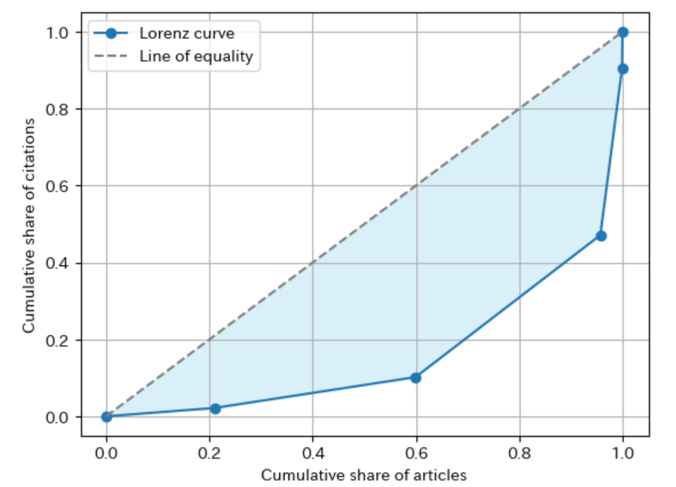 Lorenz curve
Line of equality
1.0
0.8
0.6
0.4
0.2
0.0
Cumulative share of citations
0.0 0.2 0.4 0.6 0.8 1.0
Cumulative share of articles